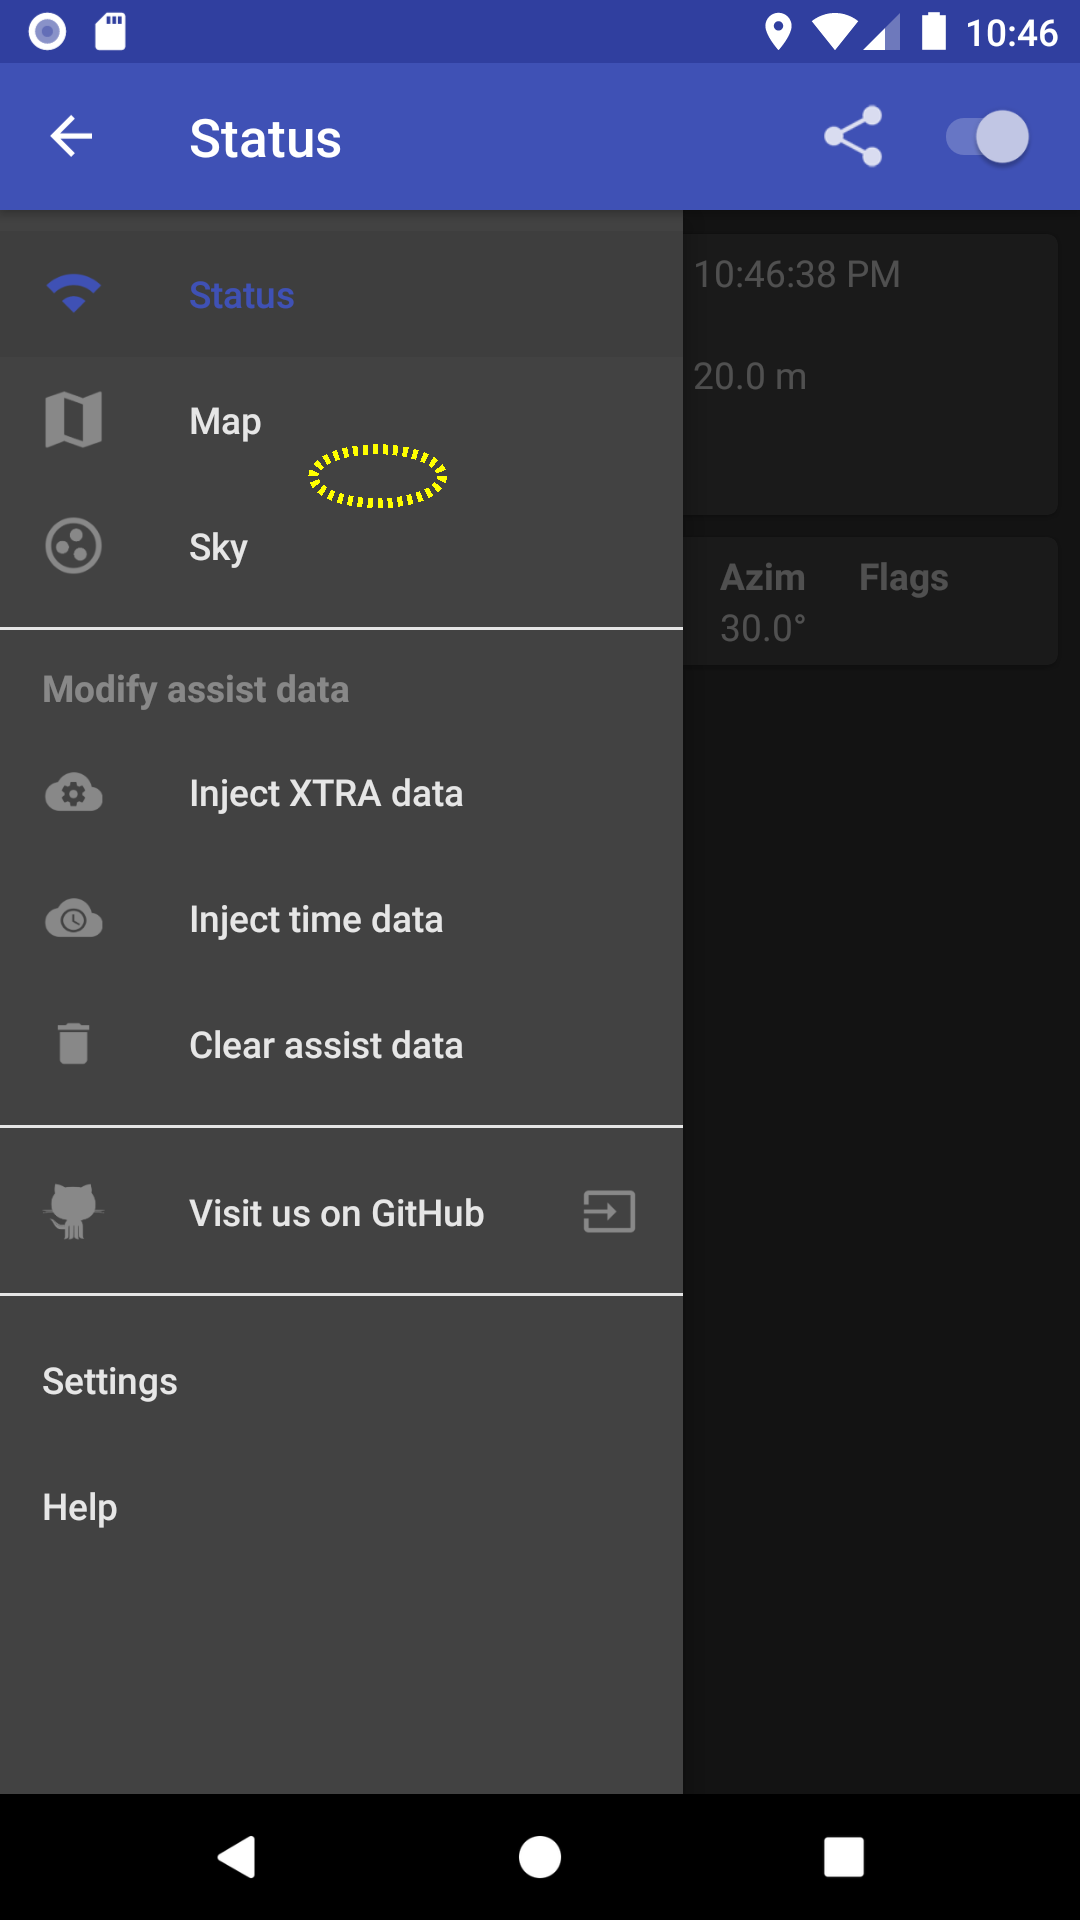 10:46
Status
Status
10:46:38 PM
20.0 m
Map
Sky
Azim Flags
30.0°
Modify assist data
Inject XTRA data
Inject time data
Clear assist data
Visit us on GitHub
Settings
Help